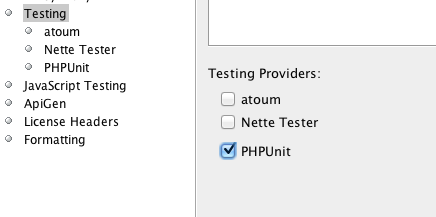 Testing
atoum
Nette Tester
PHPUnit
JavaScript Testing
ApiGen
License Headers
Formatting
Testing Providers:
atoum
Nette Tester
PHPUnit